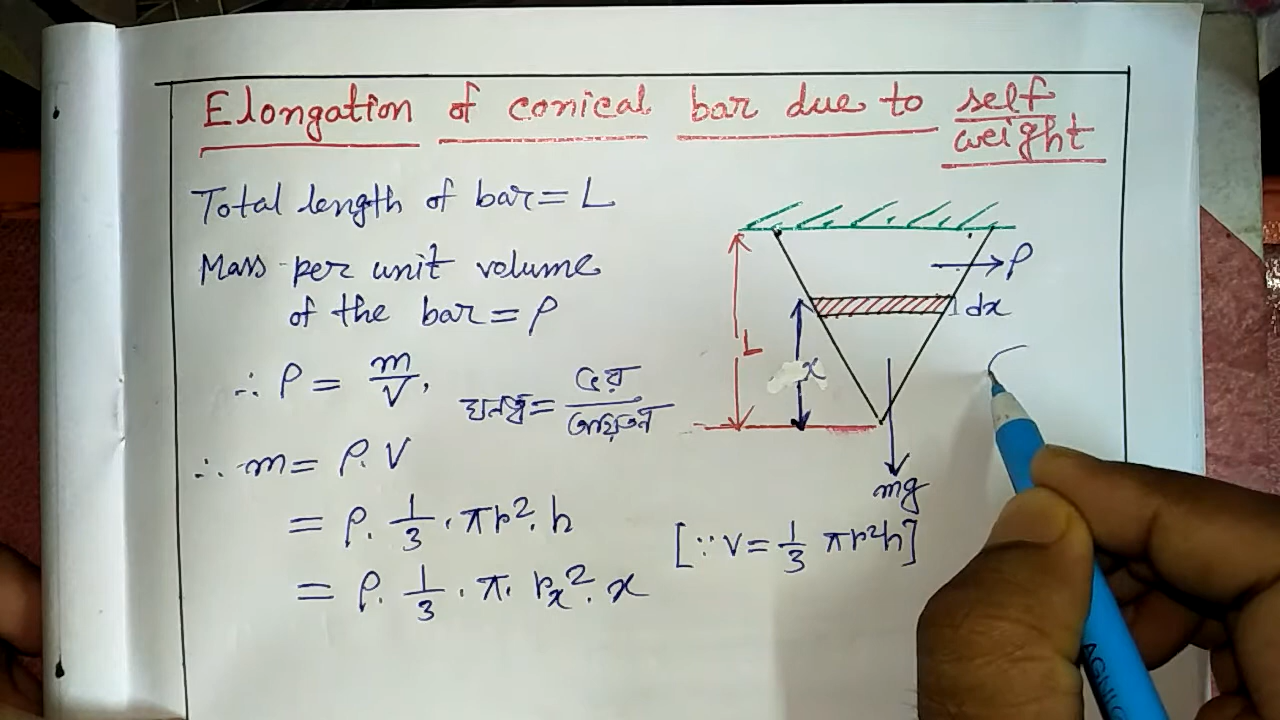 Elongation of conical bar due to self weight
Total length of bar = L
Mass per unit volume
of the bar = ρ
∴ ρ = m/V, ঘনত্ব = ভর/আয়তন
∴ m = ρ.V
= ρ. 1/3 . πr². h
[∵ V = 1/3 πr²h]
= ρ. 1/3 . π. rₓ². x
ρ
dx
L
x
mg
AGNI